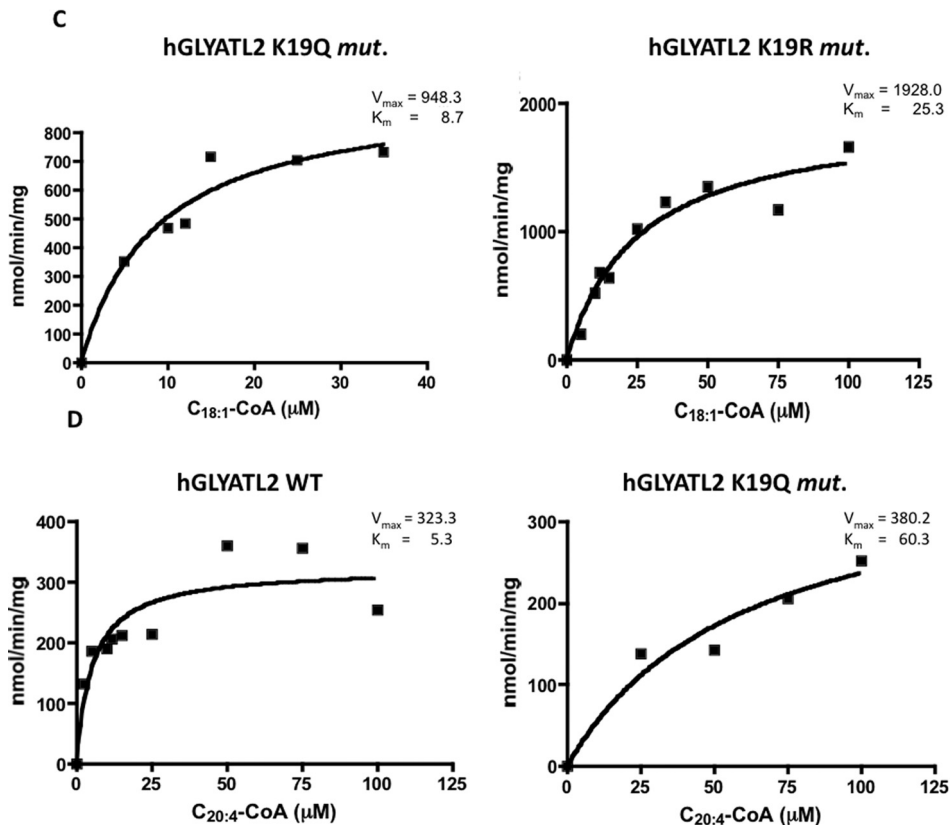 C
hGLYATL2 K19Q mut.
Vmax = 948.3
Km = 8.7
800
700
600
500
400
300
200
100
0
nmol/min/mg
0 10 20 30 40
C18:1-CoA (μM)
hGLYATL2 K19R mut.
Vmax = 1928.0
Km = 25.3
2000
1000
0
nmol/min/mg
0 25 50 75 100 125
C18:1-CoA (μM)
D
hGLYATL2 WT
Vmax = 323.3
Km = 5.3
400
300
200
100
0
nmol/min/mg
0 25 50 75 100 125
C20:4-CoA (μM)
hGLYATL2 K19Q mut.
Vmax = 380.2
Km = 60.3
300
200
100
0
nmol/min/mg
0 25 50 75 100 125
C20:4-CoA (μM)